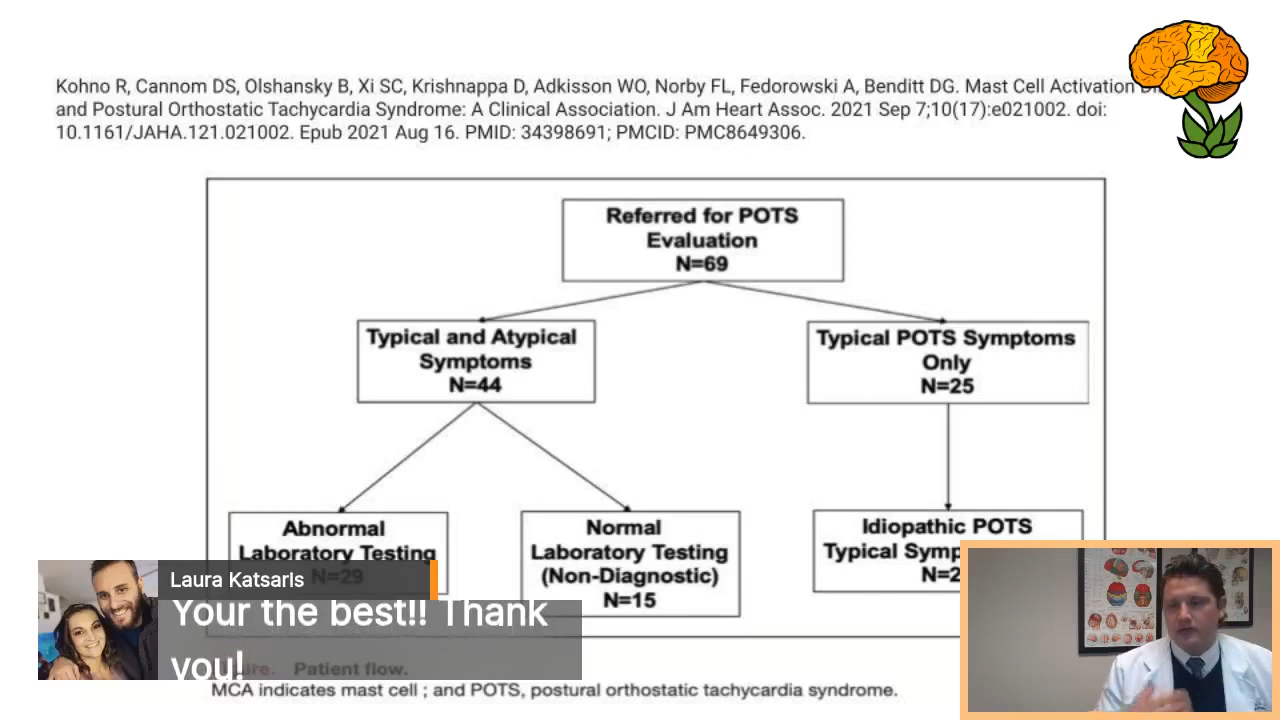 Kohno R, Cannom DS, Olshansky B, Xi SC, Krishnappa D, Adkisson WO, Norby FL, Fedorowski A, Benditt DG. Mast Cell Activation
and Postural Orthostatic Tachycardia Syndrome: A Clinical Association. J Am Heart Assoc. 2021 Sep 7;10(17):e021002. doi:
10.1161/JAHA.121.021002. Epub 2021 Aug 16. PMID: 34398691; PMCID: PMC8649306.
Referred for POTS
Evaluation
N=69
Typical and Atypical
Symptoms
N=44
Typical POTS Symptoms
Only
N=25
Abnormal
Laboratory Testing
N=29
Normal
Laboratory Testing
(Non-Diagnostic)
N=15
Idiopathic POTS
Typical
Laura Katsaris
Your the best!! Thank
you!
Patient flow.
MCA indicates mast cell ; and POTS, postural orthostatic tachycardia syndrome.